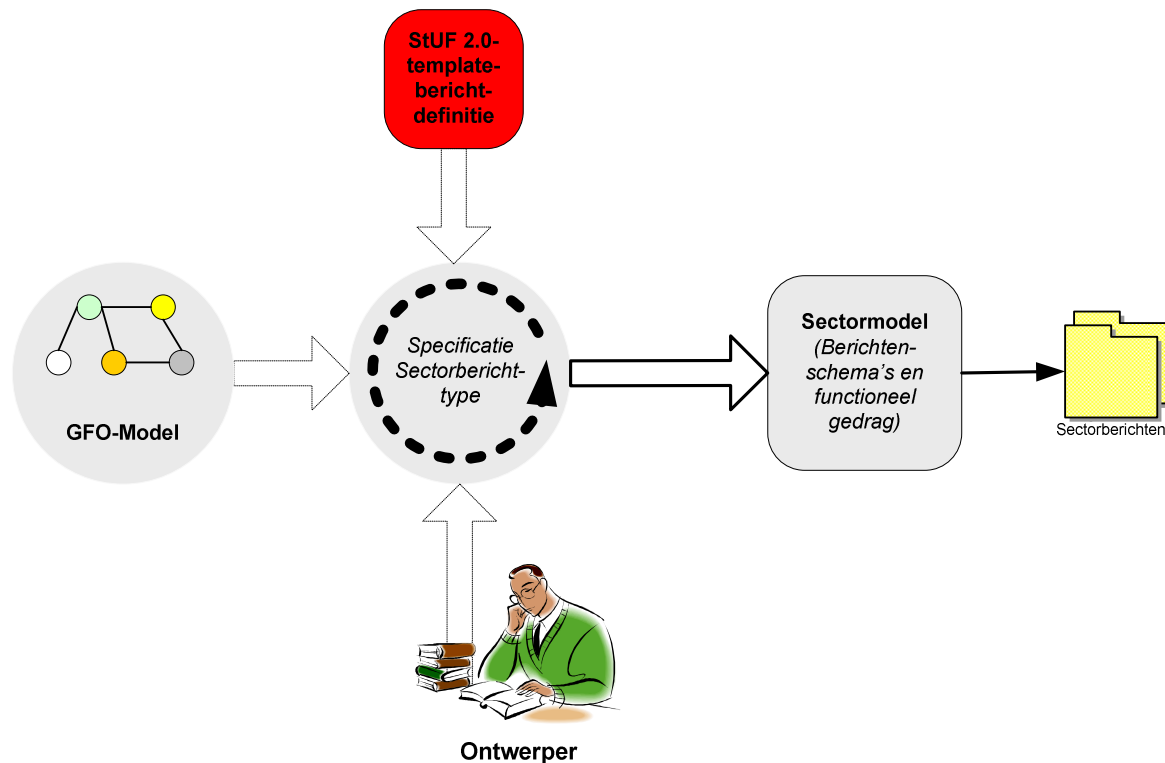 StUF 2.0-
template-
bericht-
definitie
GFO-Model
Specificatie
Sectorbericht-
type
Sectormodel
(Berichten-
schema's en
functioneel
gedrag)
Sectorberichten
Ontwerper